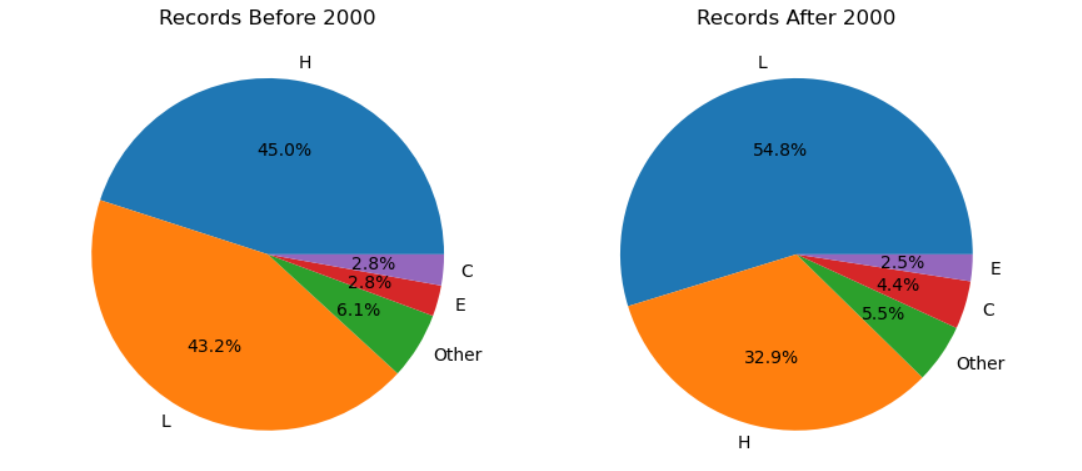 Records Before 2000
H
45.0%
2.8%
C
2.8%
E
6.1%
Other
43.2%
L
Records After 2000
L
54.8%
2.5%
E
4.4%
C
5.5%
Other
32.9%
H